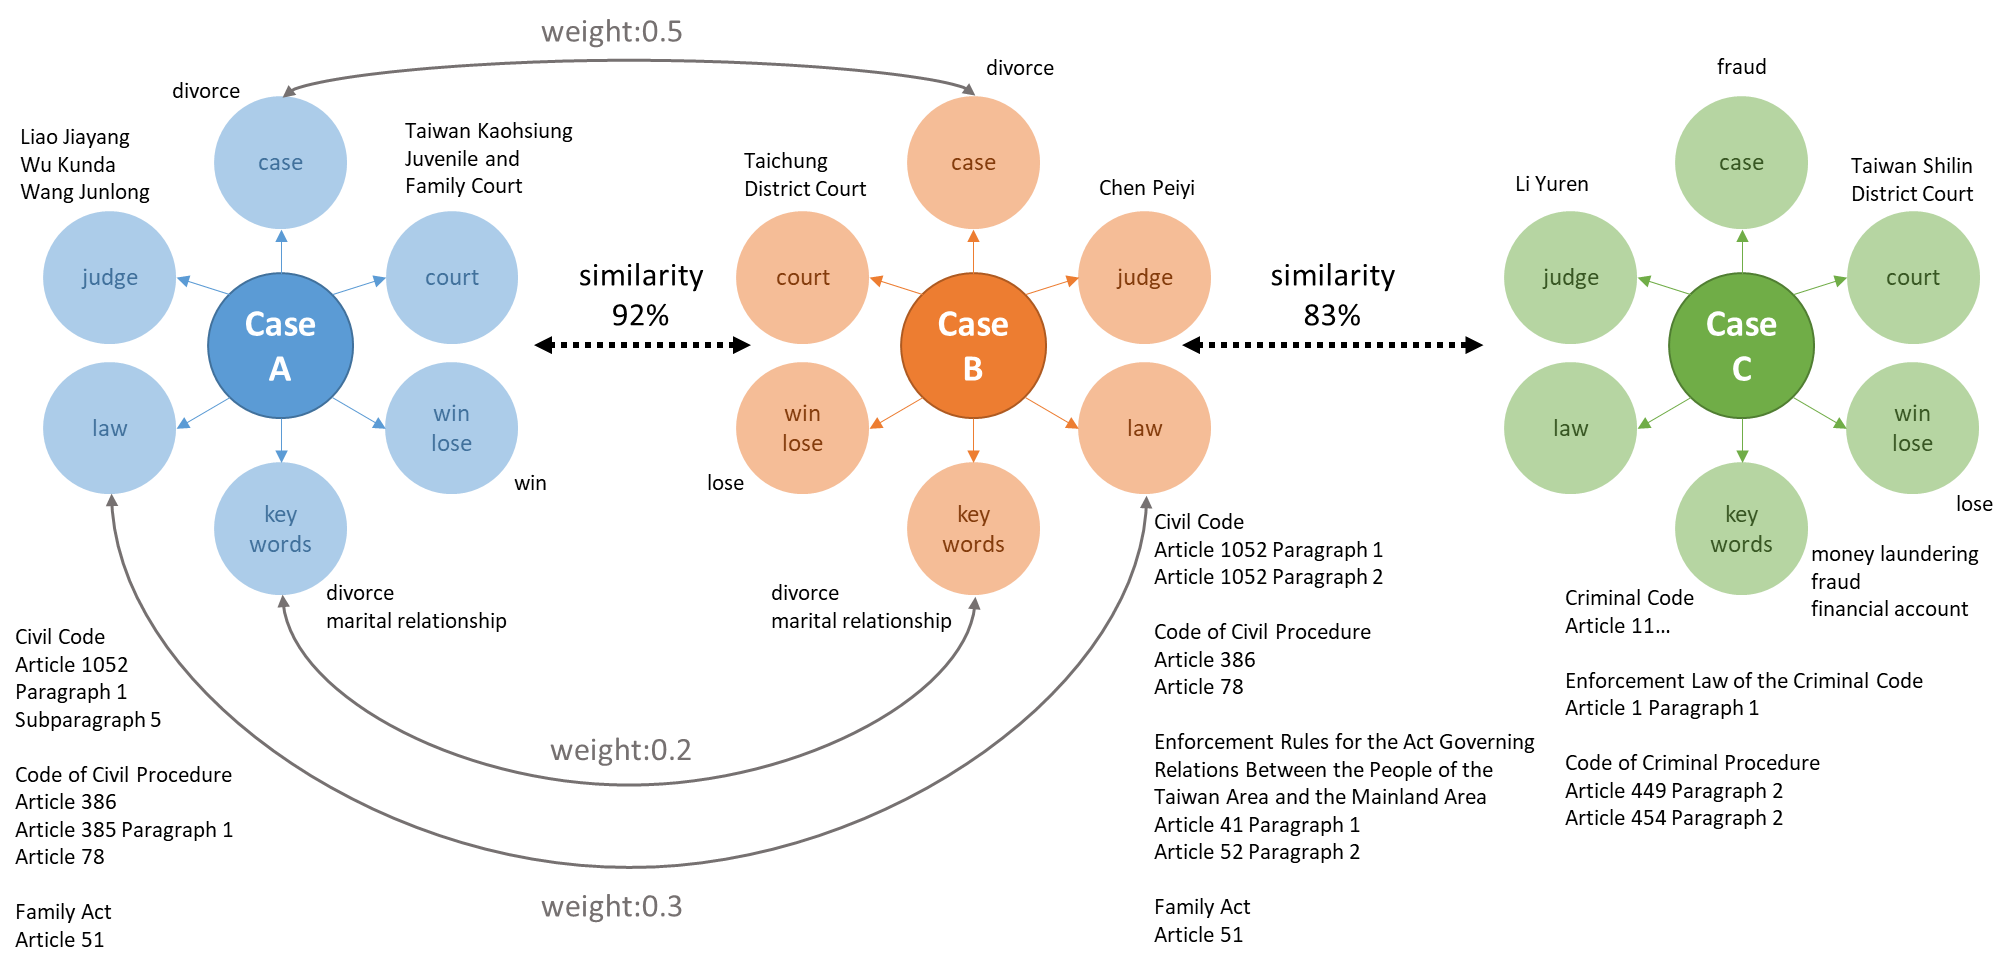 weight:0.5
divorce
case
Liao Jiayang
Wu Kunda
Wang Junlong
Taiwan Kaohsiung
Juvenile and
Family Court
judge
court
Case
A
law
win
lose
win
key
words
divorce
marital relationship
Civil Code
Article 1052
Paragraph 1
Subparagraph 5
Code of Civil Procedure
Article 386
Article 385 Paragraph 1
Article 78
Family Act
Article 51
similarity
92%
weight:0.2
weight:0.3
divorce
case
Taichung
District Court
Chen Peiyi
court
judge
Case
B
win
lose
lose
law
key
words
divorce
marital relationship
Civil Code
Article 1052 Paragraph 1
Article 1052 Paragraph 2
Code of Civil Procedure
Article 386
Article 78
Enforcement Rules for the Act Governing
Relations Between the People of the
Taiwan Area and the Mainland Area
Article 41 Paragraph 1
Article 52 Paragraph 2
Family Act
Article 51
similarity
83%
fraud
case
Li Yuren
Taiwan Shilin
District Court
judge
court
Case
C
law
win
lose
lose
key
words
money laundering
fraud
financial account
Criminal Code
Article 11...
Enforcement Law of the Criminal Code
Article 1 Paragraph 1
Code of Criminal Procedure
Article 449 Paragraph 2
Article 454 Paragraph 2